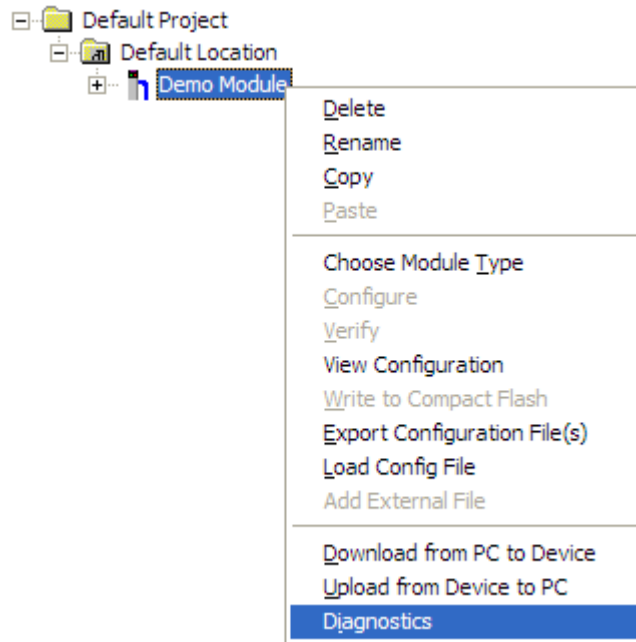 Default Project
Default Location
Demo Module
Delete
Rename
Copy
Paste
Choose Module Type
Configure
Verify
View Configuration
Write to Compact Flash
Export Configuration File(s)
Load Config File
Add External File
Download from PC to Device
Upload from Device to PC
Diagnostics